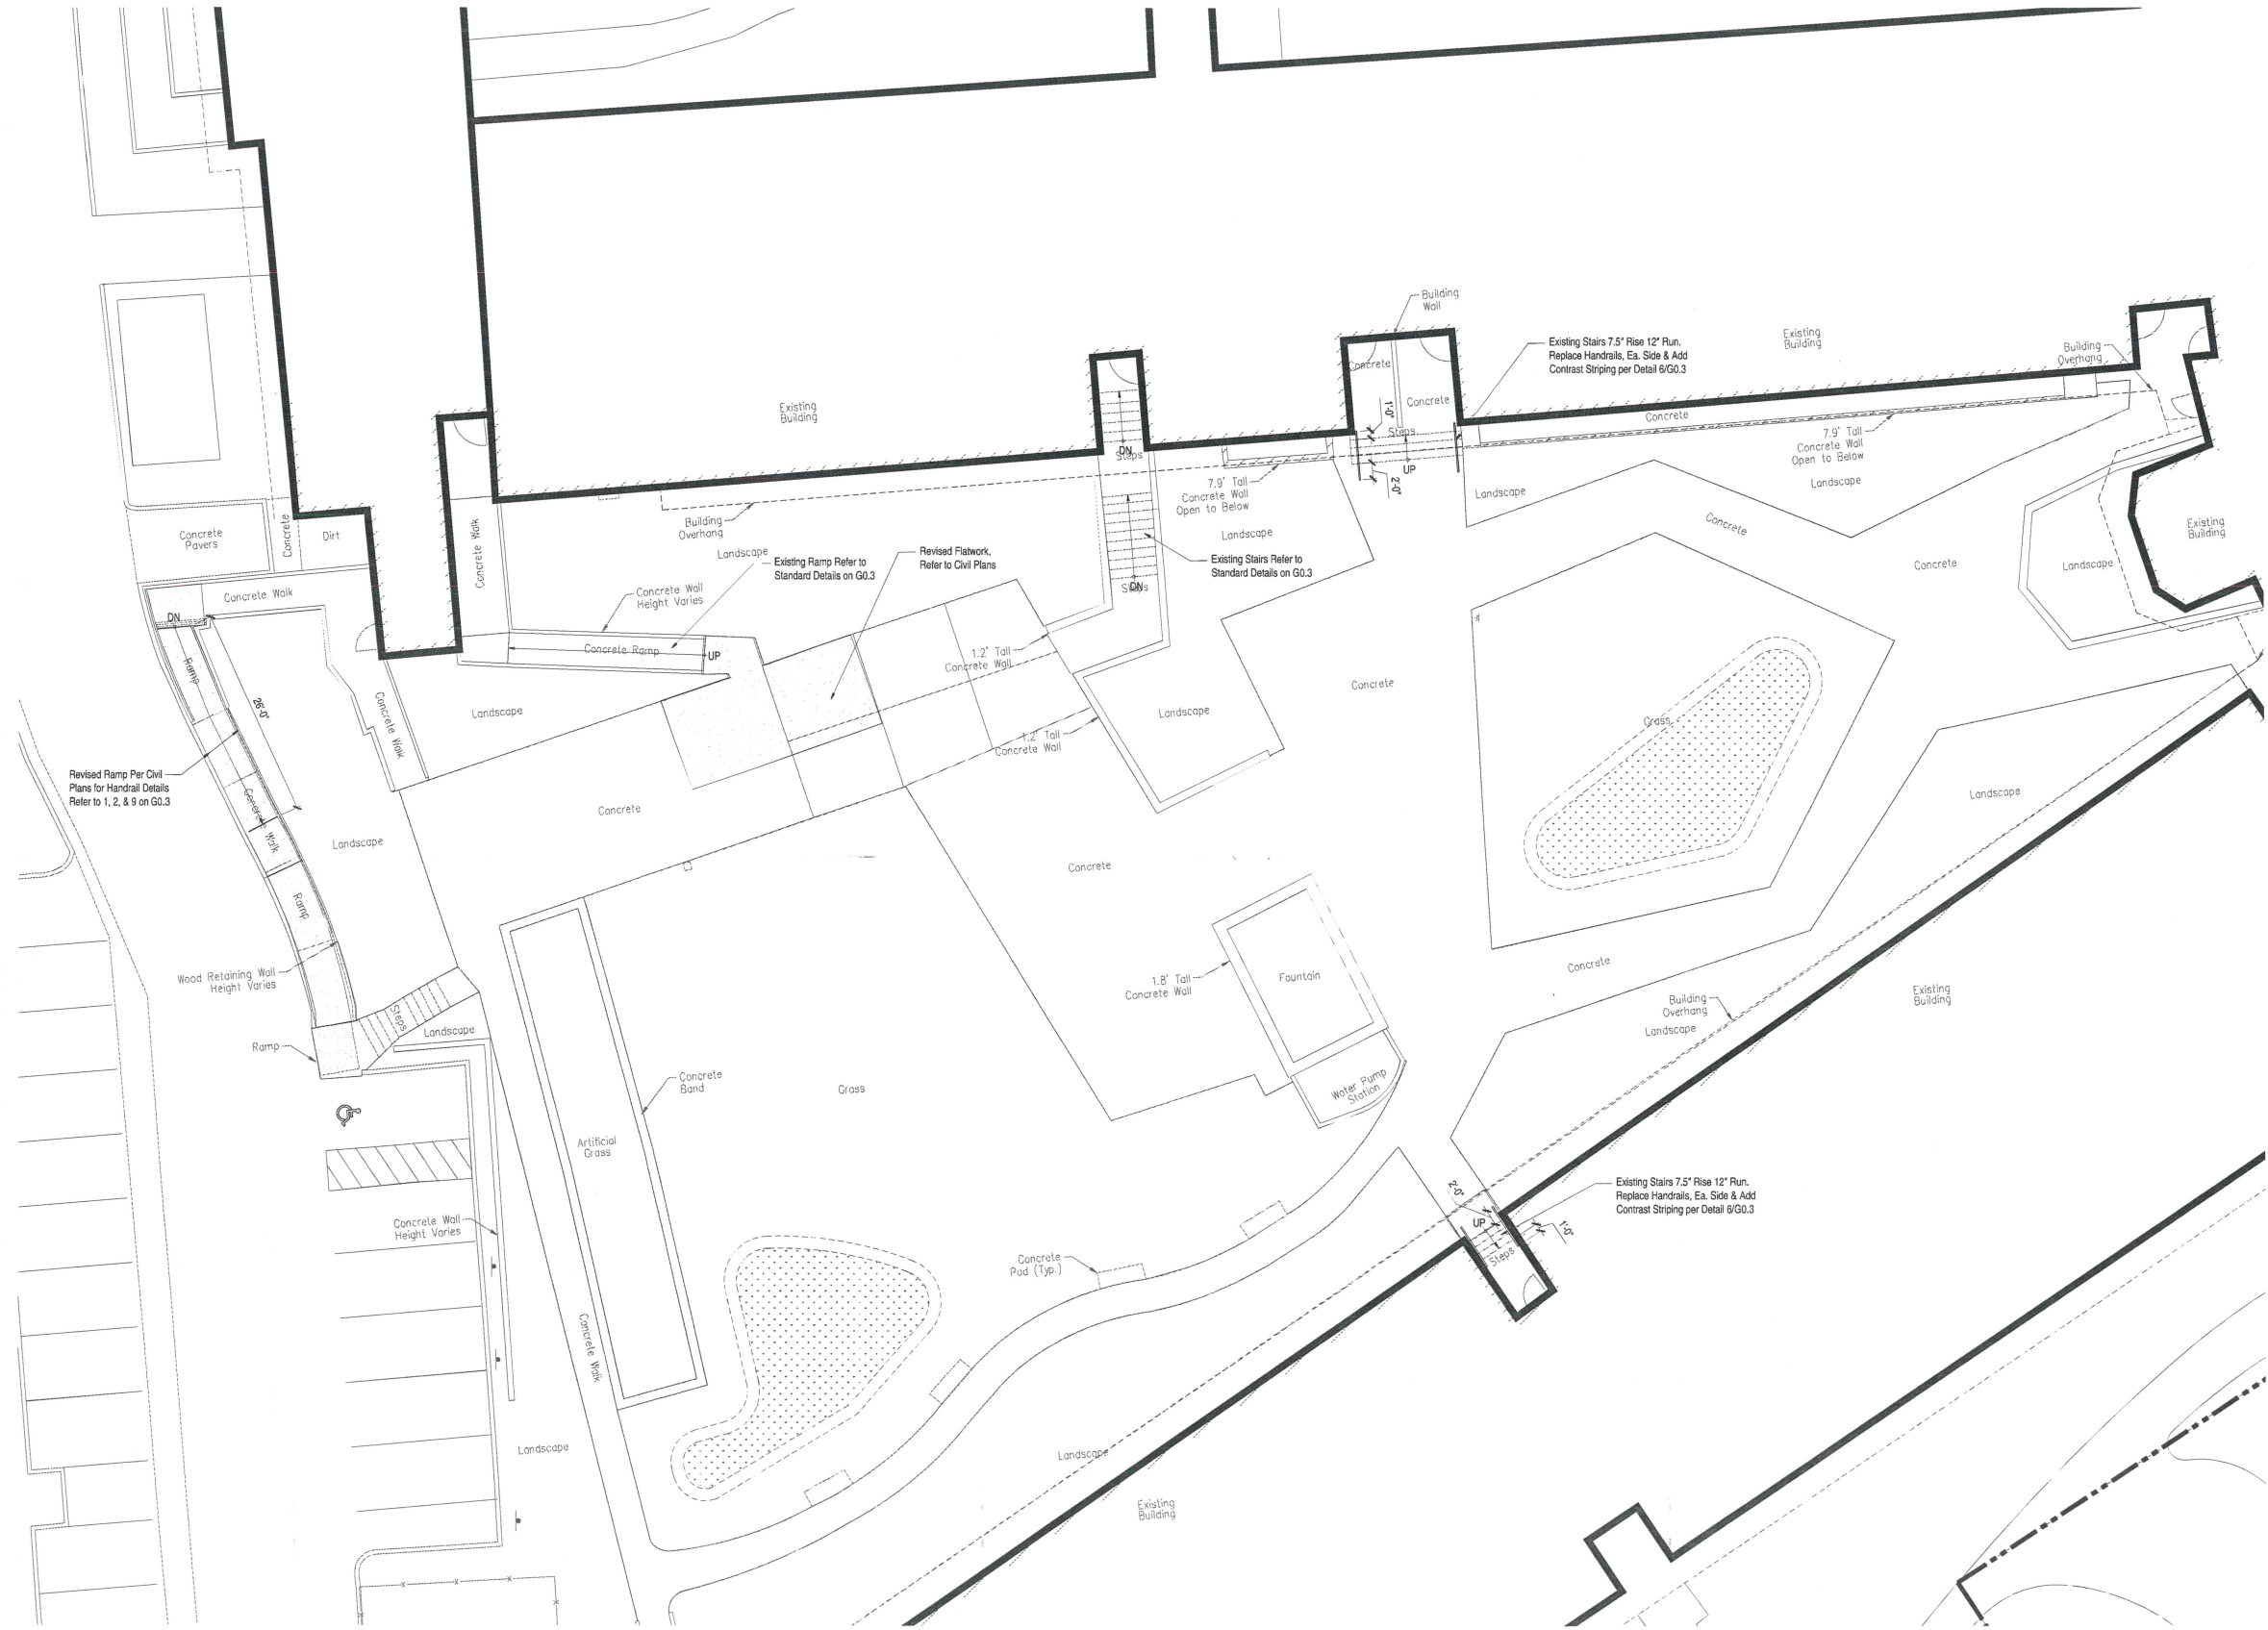 Building
Wall
Existing Stairs 7.5" Rise 12" Run.
Replace Handrails, Ea. Side & Add
Contrast Striping per Detail 6/G0.3
Existing
Building
Building
Overhang
Concrete
Concrete
Concrete
Existing
Building
1'-0"
Steps
UP
2'-0"
7.9' Tall
Concrete Wall
Open to Below
Landscape
Landscape
DN
Steps
7.9' Tall
Concrete Wall
Open to Below
Landscape
Building
Overhang
Landscape
Concrete
Existing
Building
Concrete
Pavers
Concrete
Dirt
Concrete Walk
Existing Ramp Refer to
Standard Details on G0.3
Revised Flatwork,
Refer to Civil Plans
Existing Stairs Refer to
Standard Details on G0.3
DN
Steps
Concrete
Landscape
Concrete Walk
DN
Concrete Wall
Height Varies
Concrete Ramp
UP
1.2' Tall
Concrete Wall
Ramp
26'-0"
Concrete Walk
Landscape
Concrete
Landscape
Grass
1.2' Tall
Concrete Wall
Revised Ramp Per Civil
Plans for Handrail Details
Refer to 1, 2, & 9 on G0.3
Concrete Walk
Concrete
Landscape
Landscape
Concrete
Ramp
Wood Retaining Wall
Height Varies
Concrete
1.8' Tall
Concrete Wall
Fountain
Existing
Building
Building
Overhang
Landscape
Steps
Landscape
Ramp
Concrete
Band
Grass
Water Pump
Station
Artificial
Grass
Existing Stairs 7.5" Rise 12" Run.
Replace Handrails, Ea. Side & Add
Contrast Striping per Detail 6/G0.3
2'-0"
UP
1'-0"
Steps
Concrete Wall
Height Varies
Concrete
Pad (Typ.)
Concrete Walk
Landscape
Landscape
Existing
Building